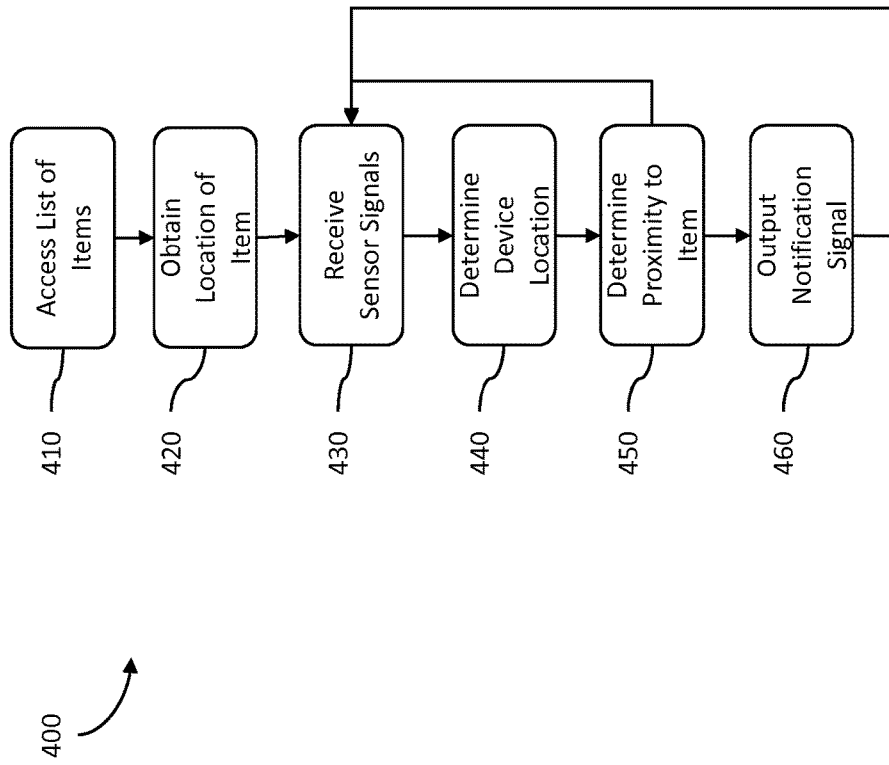 400
410
Access List of
Items
420
Obtain
Location of
Item
430
Receive
Sensor Signals
440
Determine
Device
Location
450
Determine
Proximity to
Item
460
Output
Notification
Signal